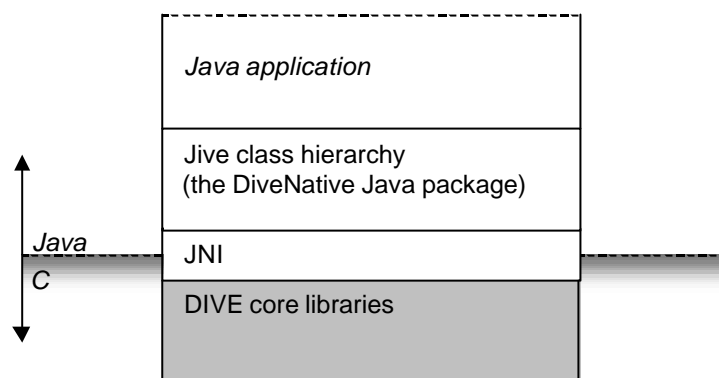 Java application
Jive class hierarchy
(the DiveNative Java package)
Java
JNI
C
DIVE core libraries